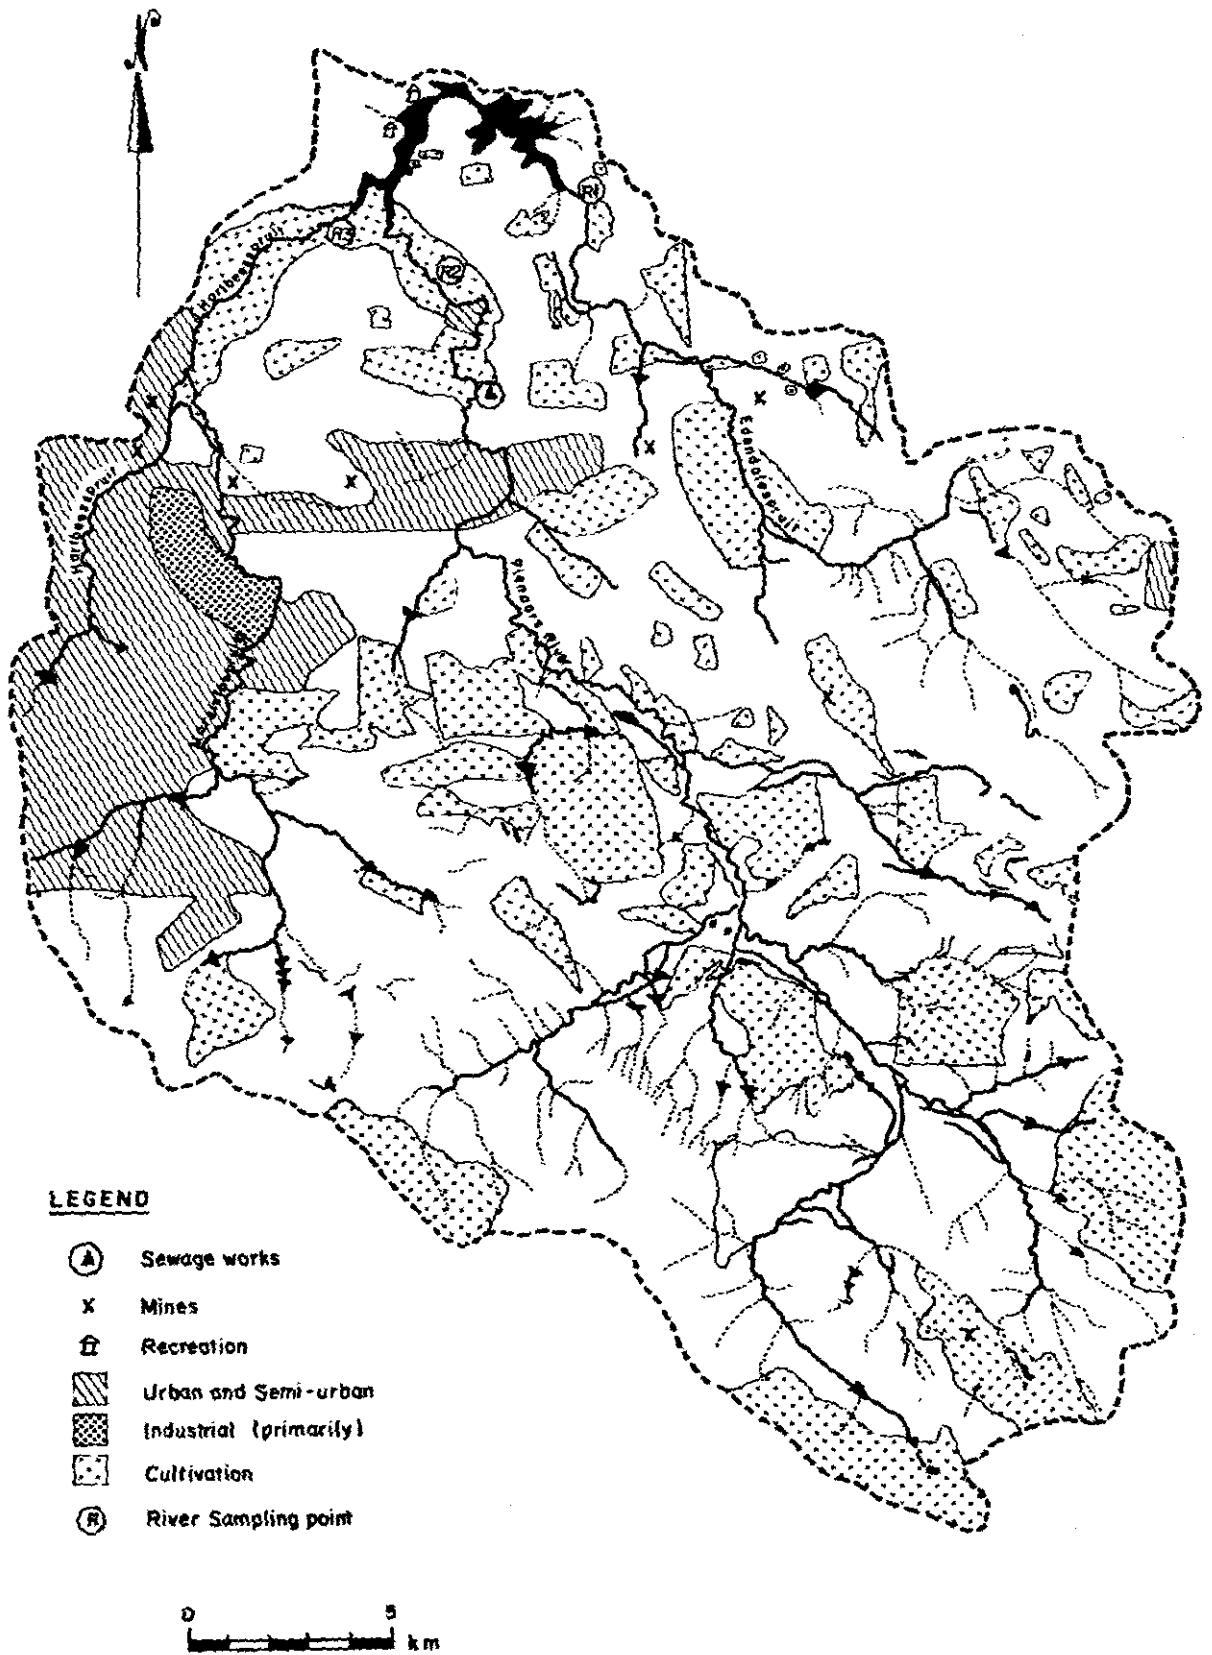 N
R1
Hartbeesspruit
R3
R2
Edendalespruit
Hartbeesspruit
Pienaars River
LEGEND
Sewage works
x Mines
Recreation
Urban and Semi-urban
Industrial (primarily)
Cultivation
R River Sampling point
0 5
km